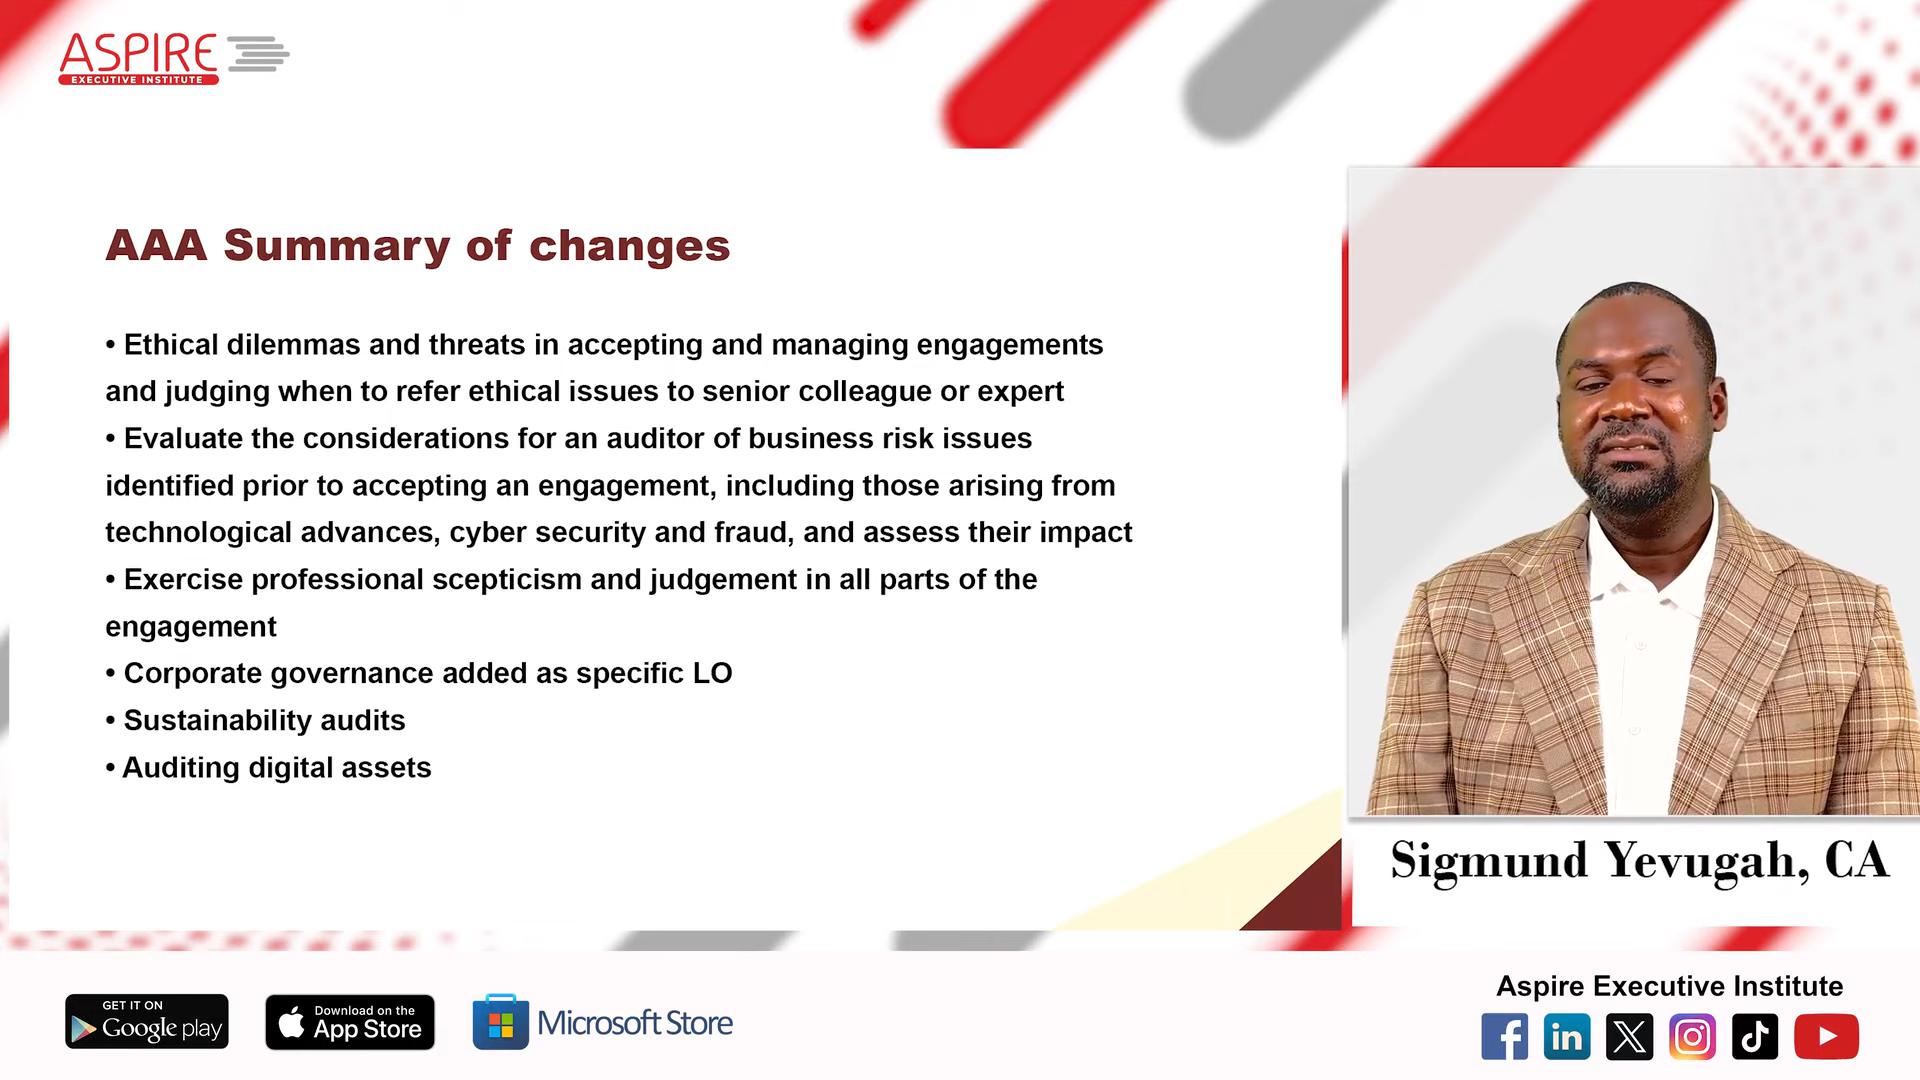 ASPIRE
EXECUTIVE INSTITUTE
AAA Summary of changes
• Ethical dilemmas and threats in accepting and managing engagements
and judging when to refer ethical issues to senior colleague or expert
• Evaluate the considerations for an auditor of business risk issues
identified prior to accepting an engagement, including those arising from
technological advances, cyber security and fraud, and assess their impact
• Exercise professional scepticism and judgement in all parts of the
engagement
• Corporate governance added as specific LO
• Sustainability audits
• Auditing digital assets
Sigmund Yevugah, CA
GET IT ON
Google play
Download on the
App Store
Microsoft Store
Aspire Executive Institute